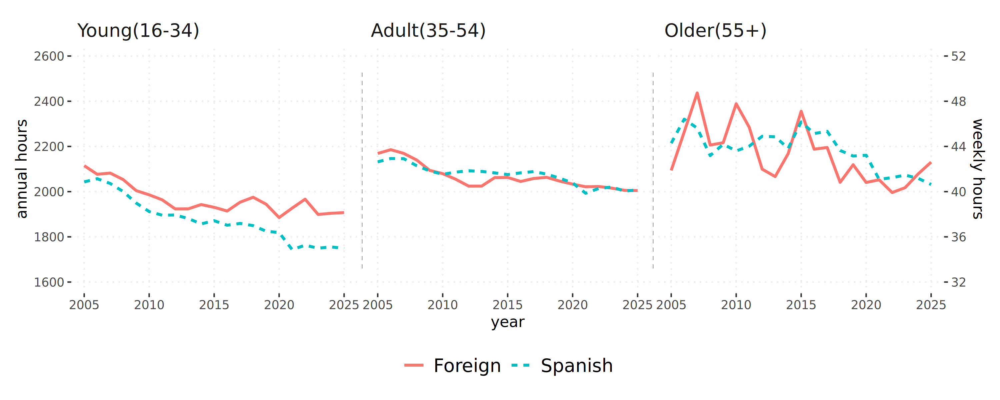 Young(16-34) Adult(35-54) Older(55+)
2600 52
2400 48
2200 44
2000 40
1800 36
1600 32
annual hours
weekly hours
2005 2010 2015 2020 2025 2005 2010 2015 2020 2025 2005 2010 2015 2020 2025
year
Foreign Spanish